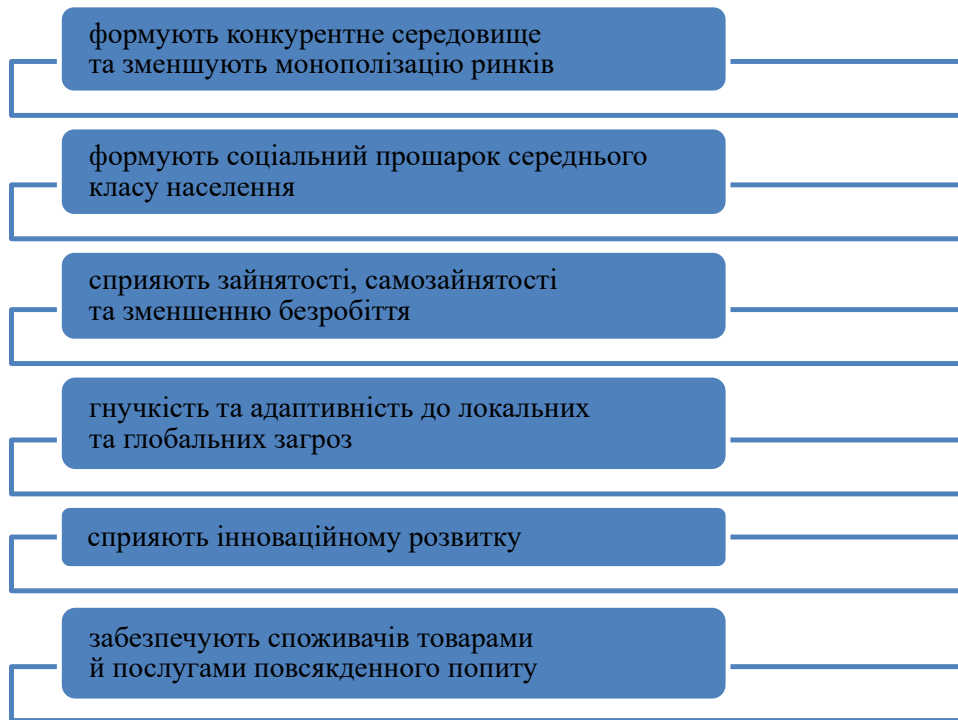 формують конкурентне середовище
та зменшують монополізацію ринків
формують соціальний прошарок середнього
класу населення
сприяють зайнятості, самозайнятості
та зменшенню безробіття
гнучкість та адаптивність до локальних
та глобальних загроз
сприяють інноваційному розвитку
забезпечують споживачів товарами
й послугами повсякденного попиту